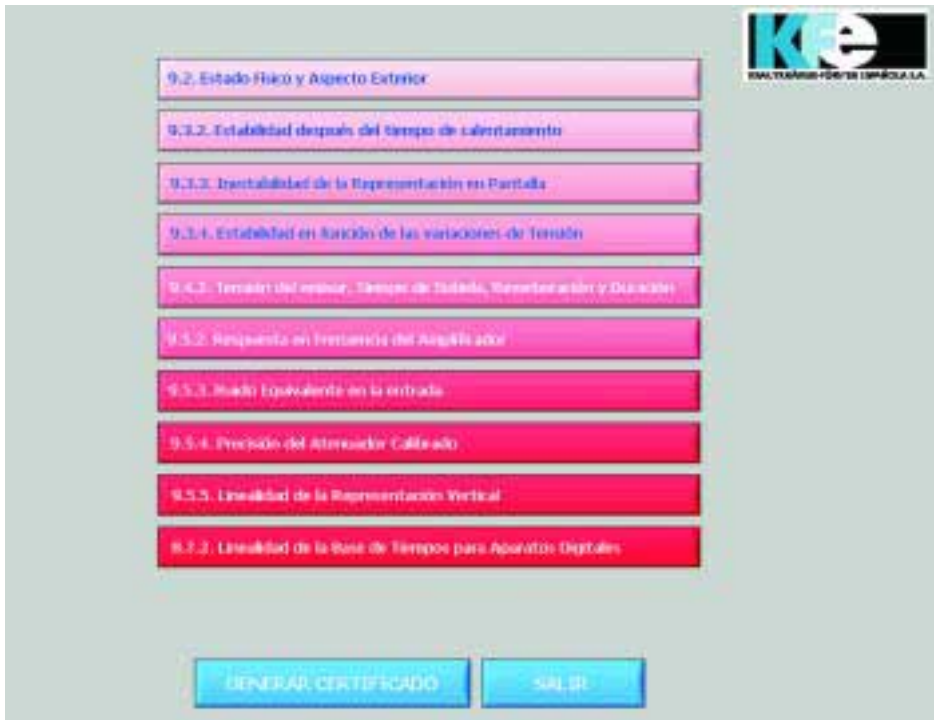 9.2. Estado Físico y Aspecto Exterior
9.3.2. Estabilidad después del tiempo de calentamiento
9.3.3. Inestabilidad de la Representación en Pantalla
9.3.4. Estabilidad en función de las variaciones de Tensión
9.4.2. Tensión del emisor, Tiempo de Subida, Reverberación y Duración
9.5.2. Respuesta en Frecuencia del Amplificador
9.5.3. Ruido Equivalente en la entrada
9.5.4. Precisión del Atenuador Calibrado
9.5.5. Linealidad de la Representación Vertical
9.7.2. Linealidad de la Base de Tiempos para Aparatos Digitales
GENERAR CERTIFICADO
SALIR